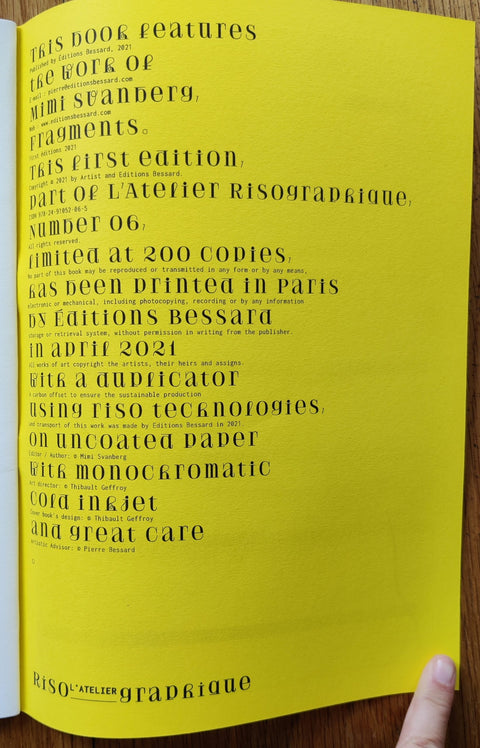 This book features
Published by Editions Bessard, 2021
the work of
E-mail : pierre@editionsbessard.com
Mimi Svanberg,
Web : www.editionsbessard.com
Fragments.
First éditions 2021
This first edition,
Copyright © 2021 by Artist and Editions Bessard.
part of L'Atelier Risographique,
ISBN 979-24-91052-06-5
Number 06,
All rights reserved.
limited at 200 copies,
No part of this book may be reproduced or transmitted in any form or by any means,
has been printed in Paris
electronic or mechanical, including photocopying, recording or by any information
by Éditions Bessard
storage or retrieval system, without permission in writing from the publisher.
in april 2021
All works of art copyright the artists, their heirs and assigns.
with a duplicator
A carbon offset to ensure the sustainable production
using riso technologies,
and transport of this work was made by Editions Bessard in 2021.
on uncoated paper
Editor / Author: © Mimi Svanberg
with monochromatic
Art director: © Thibault Geffroy
cold inkjet
Cover book's design: © Thibault Geffroy
and great care
Artistic Advisor: © Pierre Bessard
Riso L'ATELIER graphique